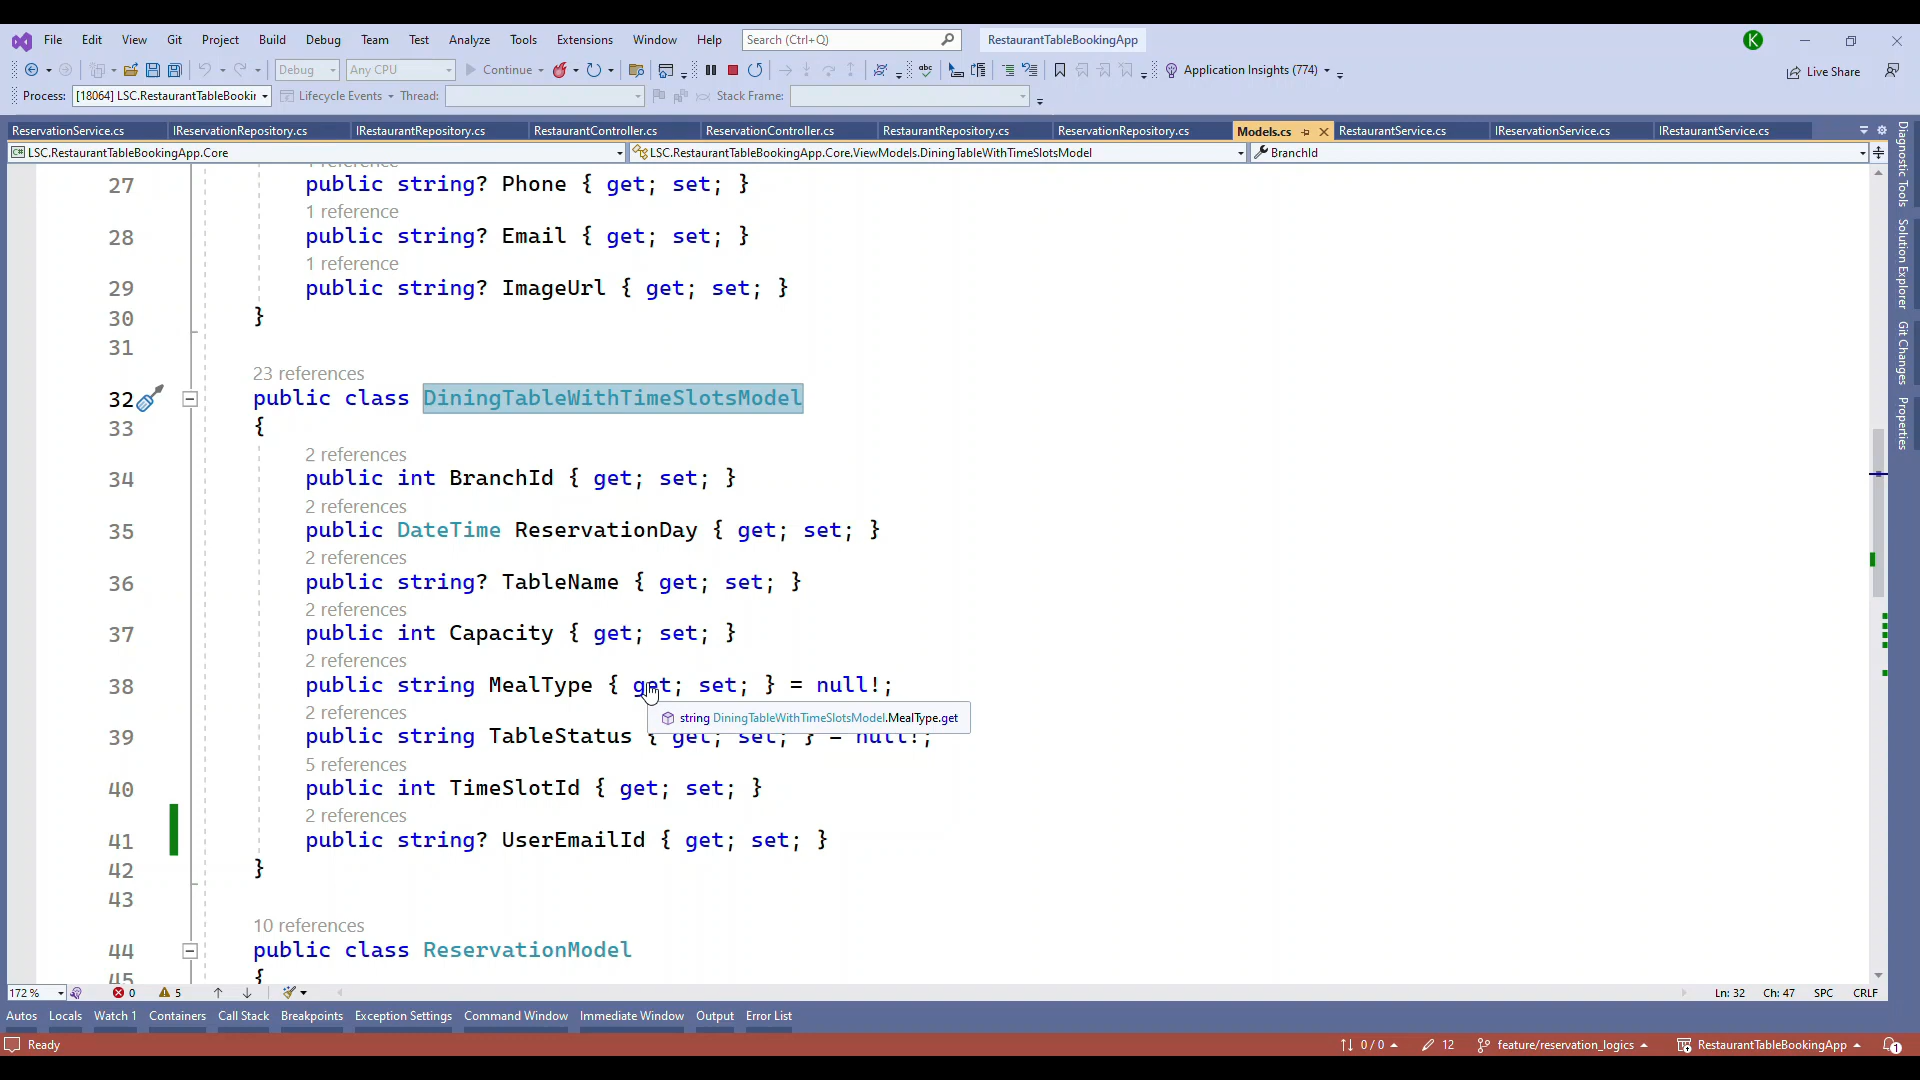 File Edit View Git Project Build Debug Team Test Analyze Tools Extensions Window Help Search (Ctrl+Q) RestaurantTableBookingApp K
Debug Any CPU Continue Application Insights (774) Live Share
Process: [18064] LSC.RestaurantTableBookin Lifecycle Events Thread: Stack Frame:
ReservationService.cs IReservationRepository.cs IRestaurantRepository.cs RestaurantController.cs ReservationController.cs RestaurantRepository.cs ReservationRepository.cs Models.cs RestaurantService.cs IReservationService.cs IRestaurantService.cs
LSC.RestaurantTableBookingApp.Core LSC.RestaurantTableBookingApp.Core.ViewModels.DiningTableWithTimeSlotsModel BranchId
1 reference
27 public string? Phone { get; set; }
1 reference
28 public string? Email { get; set; }
1 reference
29 public string? ImageUrl { get; set; }
30 }
31
23 references
32 public class DiningTableWithTimeSlotsModel
33 {
2 references
34 public int BranchId { get; set; }
2 references
35 public DateTime ReservationDay { get; set; }
2 references
36 public string? TableName { get; set; }
2 references
37 public int Capacity { get; set; }
2 references
38 public string MealType { get; set; } = null!;
2 references
string DiningTableWithTimeSlotsModel.MealType.get
39 public string TableStatus { get; set; } = null!;
5 references
40 public int TimeSlotId { get; set; }
2 references
41 public string? UserEmailId { get; set; }
42 }
43
10 references
44 public class ReservationModel
45 {
Diagnostic Tools
Solution Explorer
Git Changes
Properties
172 % 0 5 Ln: 32 Ch: 47 SPC CRLF
Autos Locals Watch 1 Containers Call Stack Breakpoints Exception Settings Command Window Immediate Window Output Error List
Ready 0 / 0 12 feature/reservation_logics RestaurantTableBookingApp 1